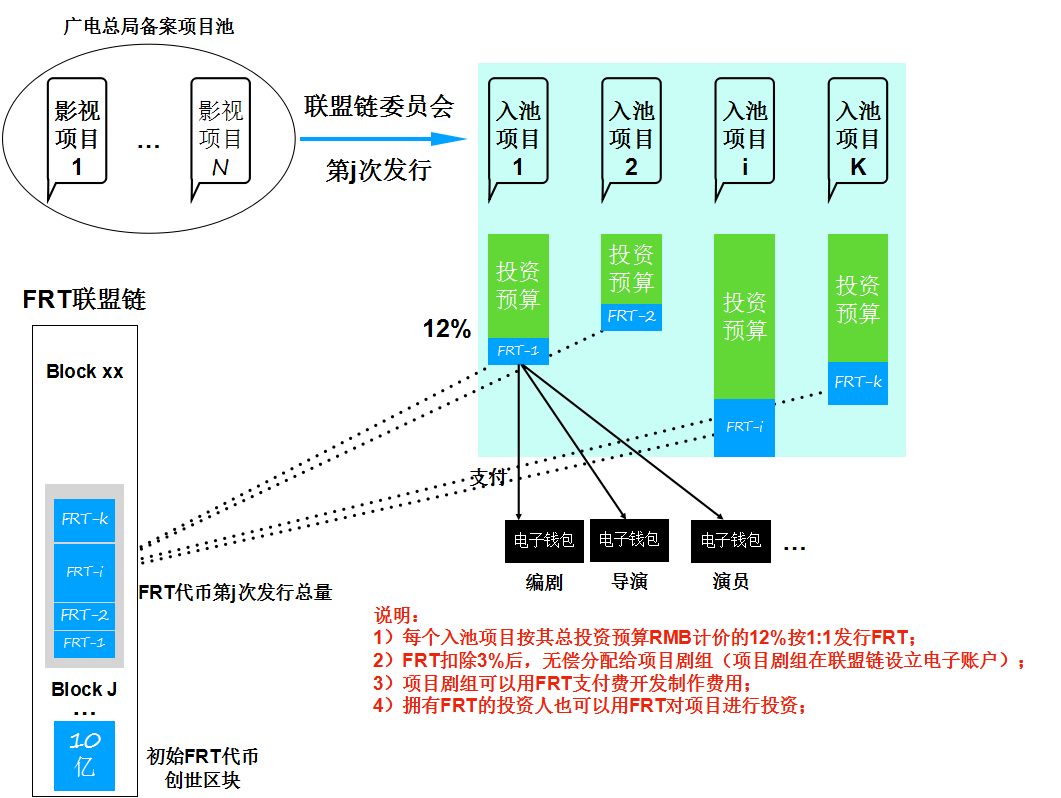 广电总局备案项目池
影视
项目
1
...
影视
项目
N
联盟链委员会
第j次发行
入池
项目
1
入池
项目
2
入池
项目
i
入池
项目
K
投资
预算
FRT-1
投资
预算
FRT-2
投资
预算
FRT-i
投资
预算
FRT-k
12%
FRT联盟链
Block xx
FRT-k
FRT-i
FRT-2
FRT-1
FRT代币第j次发行总量
Block J
...
10
亿
初始FRT代币
创世区块
支付
电子钱包
电子钱包
电子钱包
...
编剧
导演
演员
说明：
1）每个入池项目按其总投资预算RMB计价的12%按1:1发行FRT；
2）FRT扣除3%后，无偿分配给项目剧组（项目剧组在联盟链设立电子账户）；
3）项目剧组可以用FRT支付费开发制作费用；
4）拥有FRT的投资人也可以用FRT对项目进行投资；